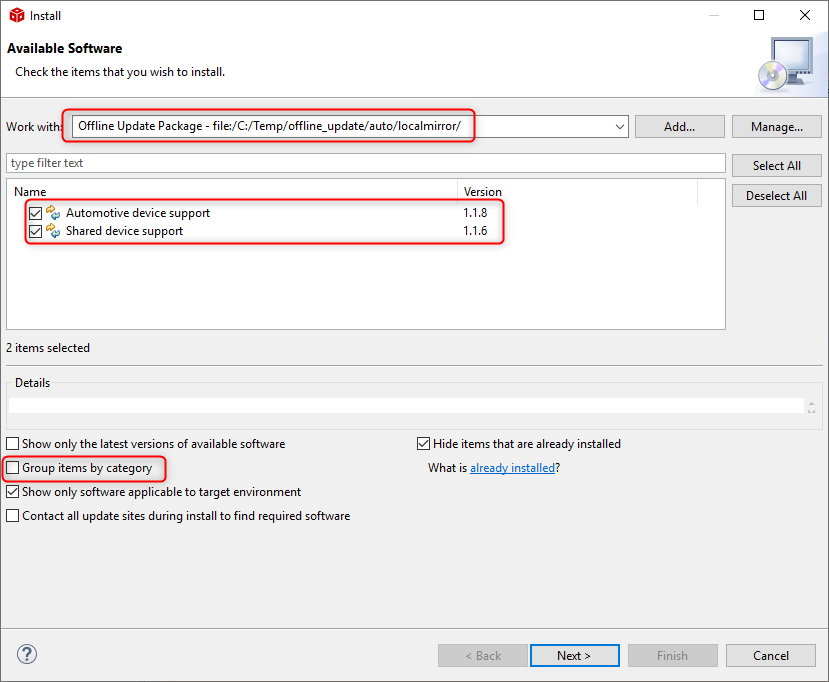 Install
Available Software
Check the items that you wish to install.
Work with: Offline Update Package - file:/C:/Temp/offline_update/auto/localmirror/ Add... Manage...
type filter text Select All
Name Version Deselect All
Automotive device support 1.1.8
Shared device support 1.1.6
2 items selected
Details
Show only the latest versions of available software Hide items that are already installed
Group items by category What is already installed?
Show only software applicable to target environment
Contact all update sites during install to find required software
? < Back Next > Finish Cancel